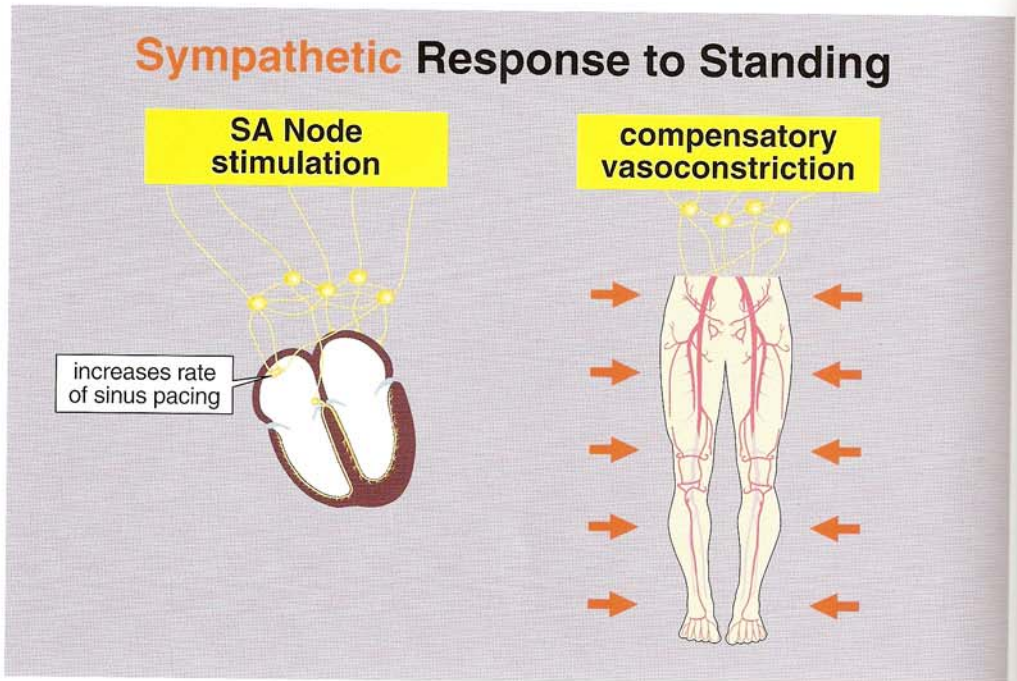 Sympathetic Response to Standing
SA Node
stimulation
compensatory
vasoconstriction
increases rate
of sinus pacing